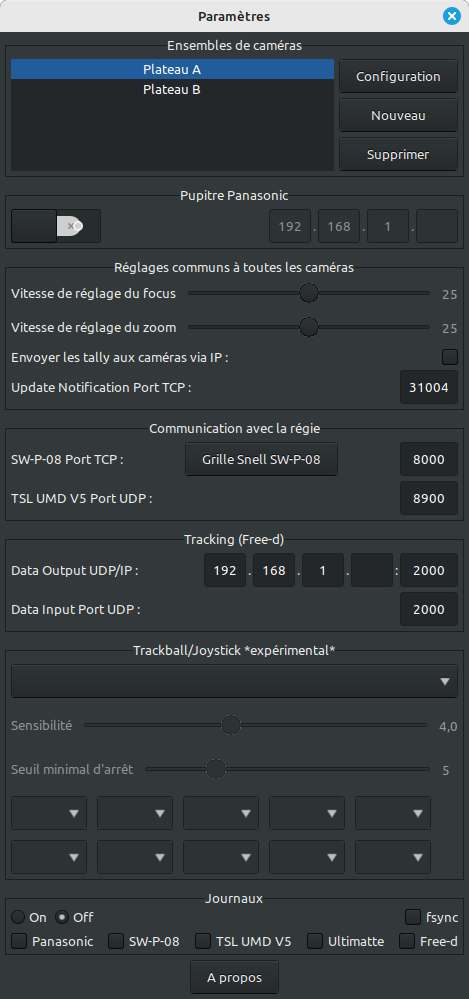 Paramètres
Ensembles de caméras
Plateau A
Plateau B
Configuration
Nouveau
Supprimer
Pupitre Panasonic
192 . 168 . 1 .
Réglages communs à toutes les caméras
Vitesse de réglage du focus 25
Vitesse de réglage du zoom 25
Envoyer les tally aux caméras via IP :
Update Notification Port TCP : 31004
Communication avec la régie
SW-P-08 Port TCP : Grille Snell SW-P-08 8000
TSL UMD V5 Port UDP : 8900
Tracking (Free-d)
Data Output UDP/IP : 192 . 168 . 1 . : 2000
Data Input Port UDP : 2000
Trackball/Joystick *expérimental*
Sensibilité 4,0
Seuil minimal d'arrêt 5
Journaux
On Off fsync
Panasonic SW-P-08 TSL UMD V5 Ultimatte Free-d
A propos